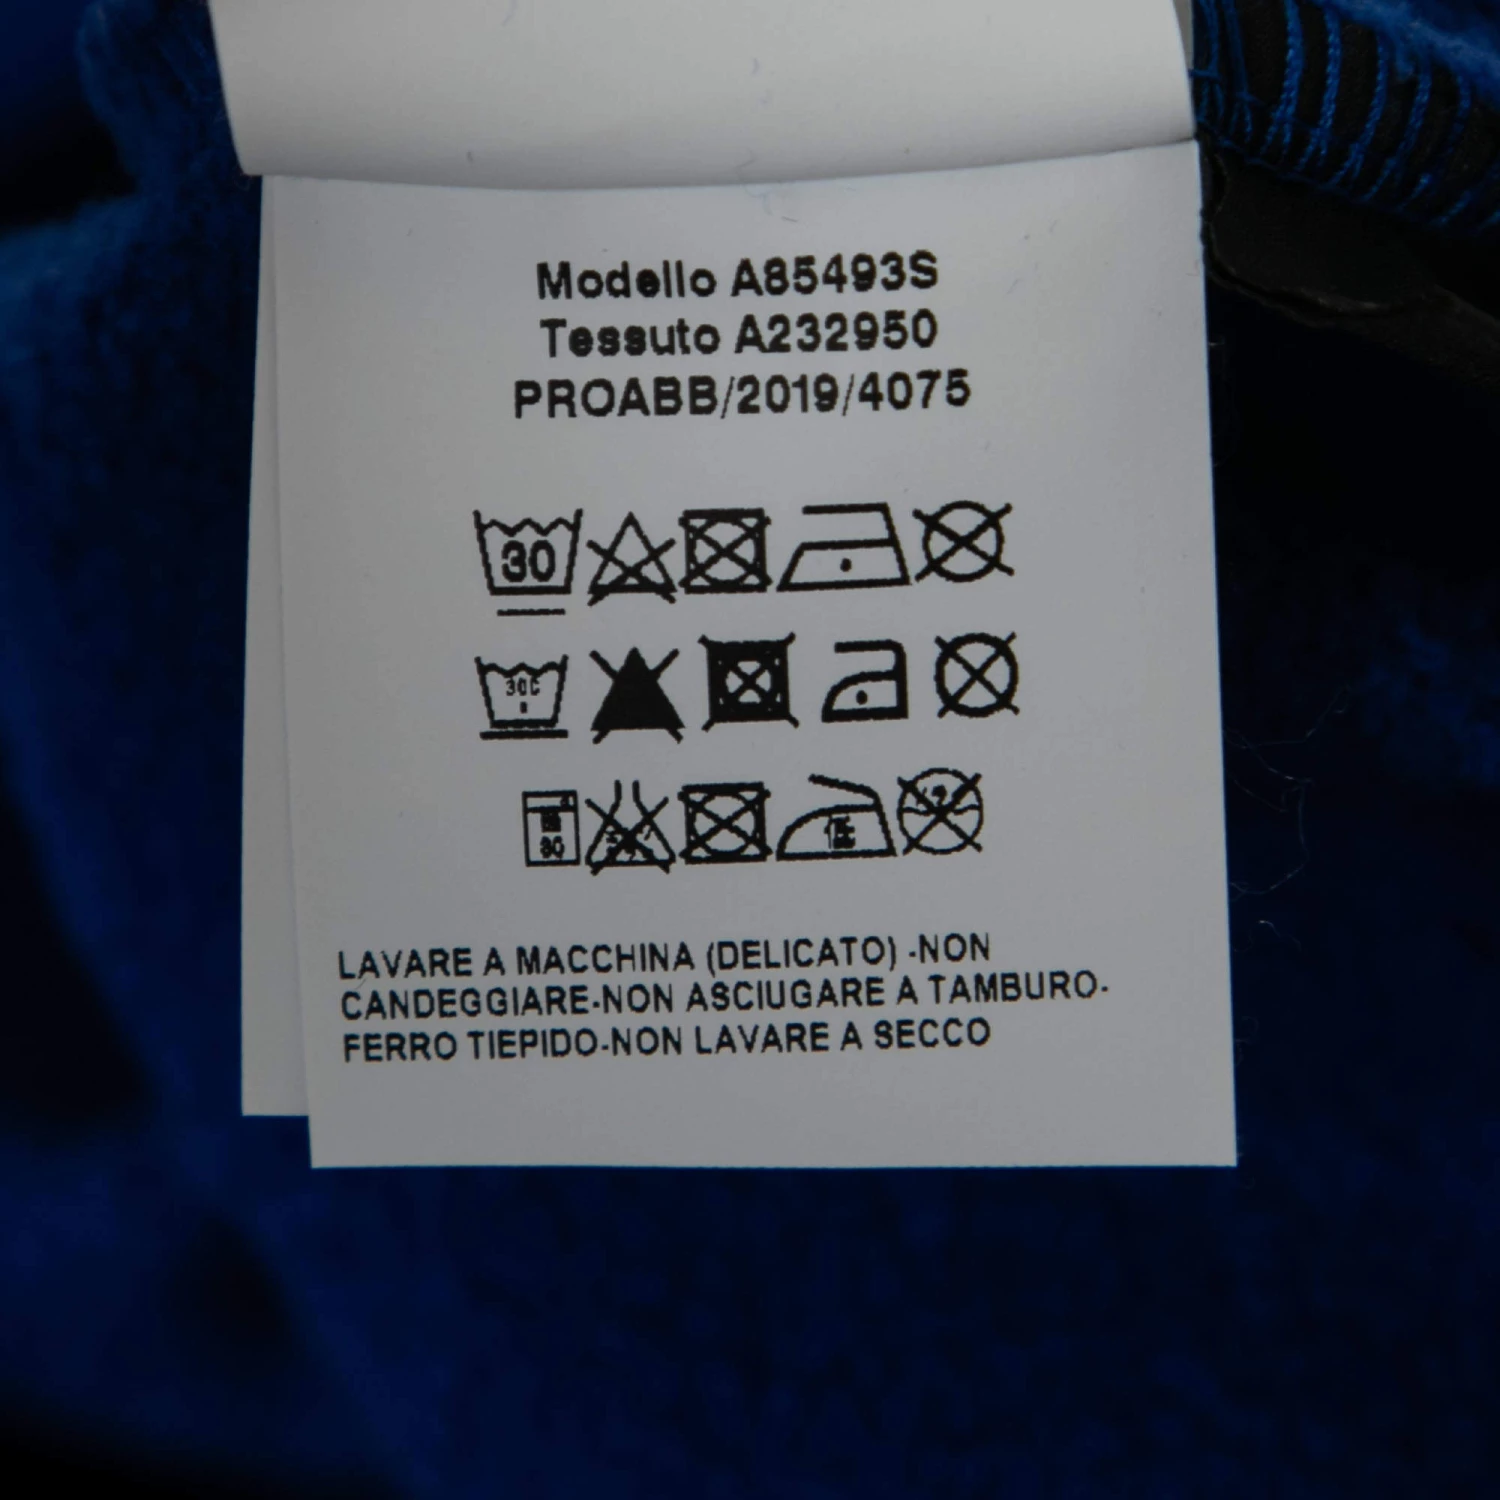 Modello A85493S
Tessuto A232950
PROABB/2019/4075
30
30C
LAVARE A MACCHINA (DELICATO) -NON
CANDEGGIARE-NON ASCIUGARE A TAMBURO-
FERRO TIEPIDO-NON LAVARE A SECCO